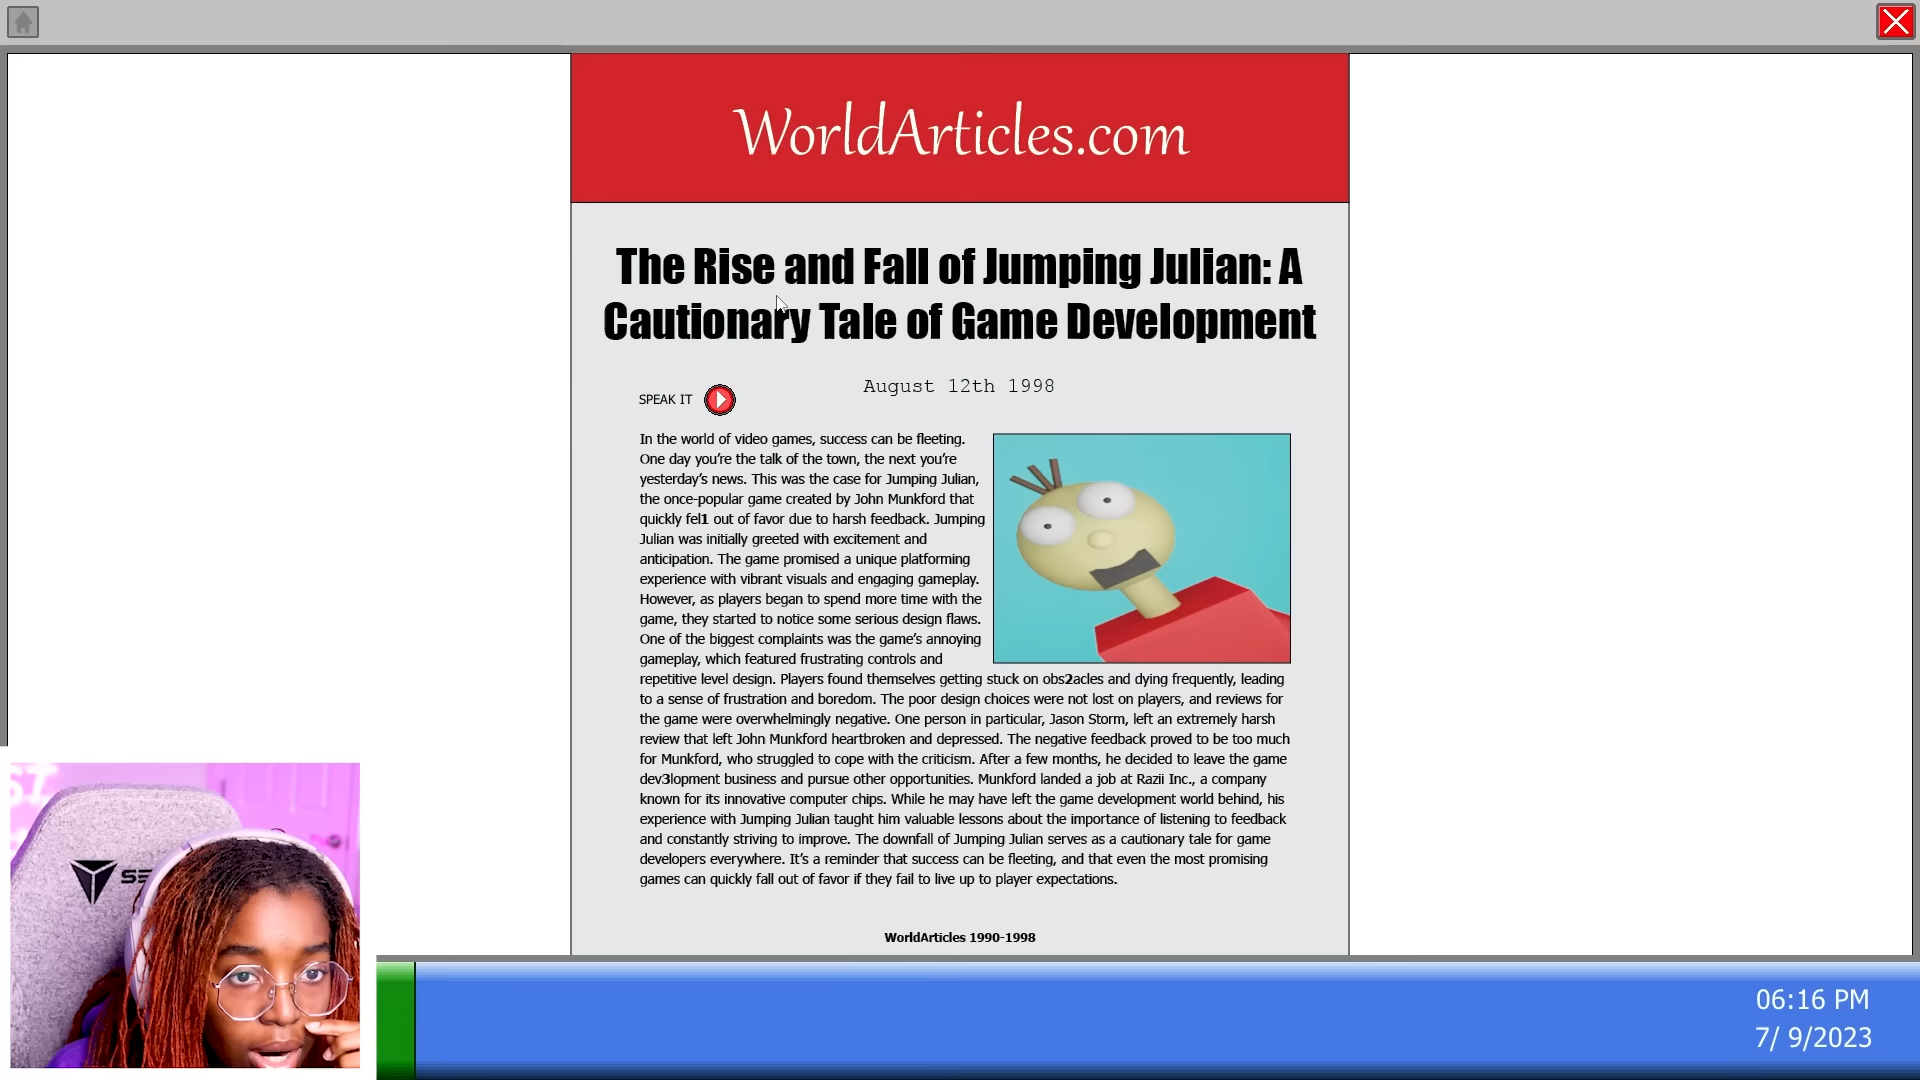 WorldArticles.com
The Rise and Fall of Jumping Julian: A
Cautionary Tale of Game Development
August 12th 1998
SPEAK IT
In the world of video games, success can be fleeting.
One day you're the talk of the town, the next you're
yesterday's news. This was the case for Jumping Julian,
the once-popular game created by John Munkford that
quickly fel1 out of favor due to harsh feedback. Jumping
Julian was initially greeted with excitement and
anticipation. The game promised a unique platforming
experience with vibrant visuals and engaging gameplay.
However, as players began to spend more time with the
game, they started to notice some serious design flaws.
One of the biggest complaints was the game's annoying
gameplay, which featured frustrating controls and
repetitive level design. Players found themselves getting stuck on obs2acles and dying frequently, leading
to a sense of frustration and boredom. The poor design choices were not lost on players, and reviews for
the game were overwhelmingly negative. One person in particular, Jason Storm, left an extremely harsh
review that left John Munkford heartbroken and depressed. The negative feedback proved to be too much
for Munkford, who struggled to cope with the criticism. After a few months, he decided to leave the game
dev3lopment business and pursue other opportunities. Munkford landed a job at Razii Inc., a company
known for its innovative computer chips. While he may have left the game development world behind, his
experience with Jumping Julian taught him valuable lessons about the importance of listening to feedback
and constantly striving to improve. The downfall of Jumping Julian serves as a cautionary tale for game
developers everywhere. It's a reminder that success can be fleeting, and that even the most promising
games can quickly fall out of favor if they fail to live up to player expectations.
WorldArticles 1990-1998
06:16 PM
7/ 9/2023